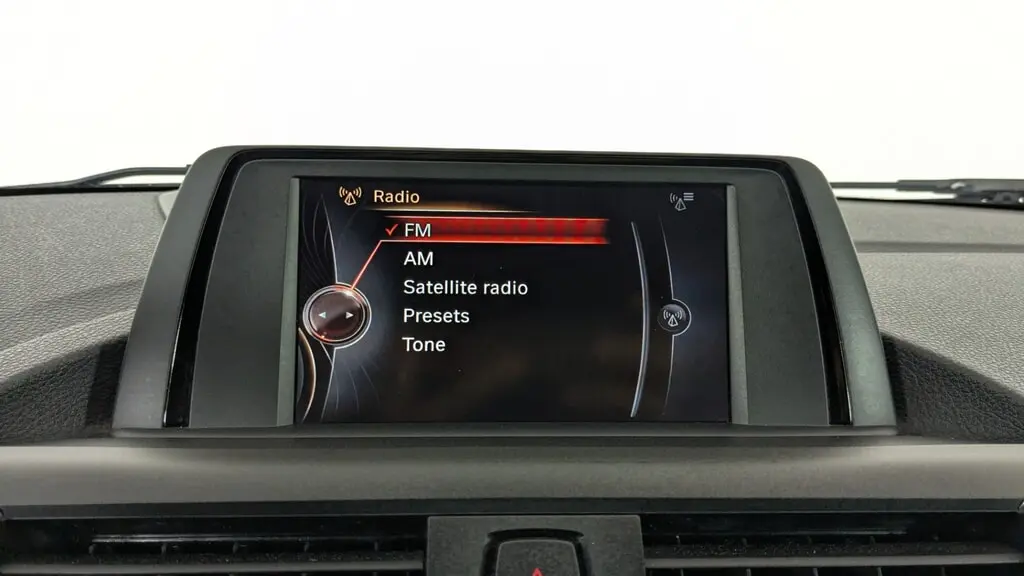 Radio
FM
AM
Satellite radio
Presets
Tone